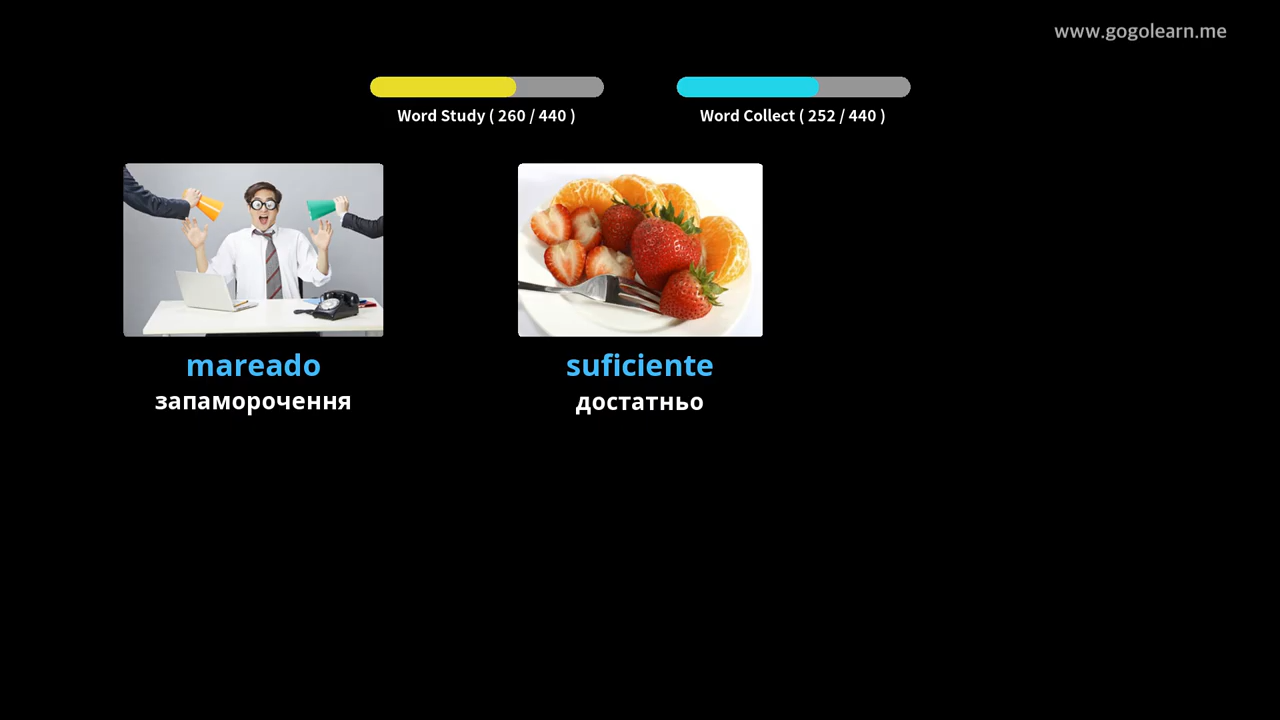 www.gogolearn.me
Word Study ( 260 / 440 )
Word Collect ( 252 / 440 )
mareado
запаморочення
suficiente
достатньо